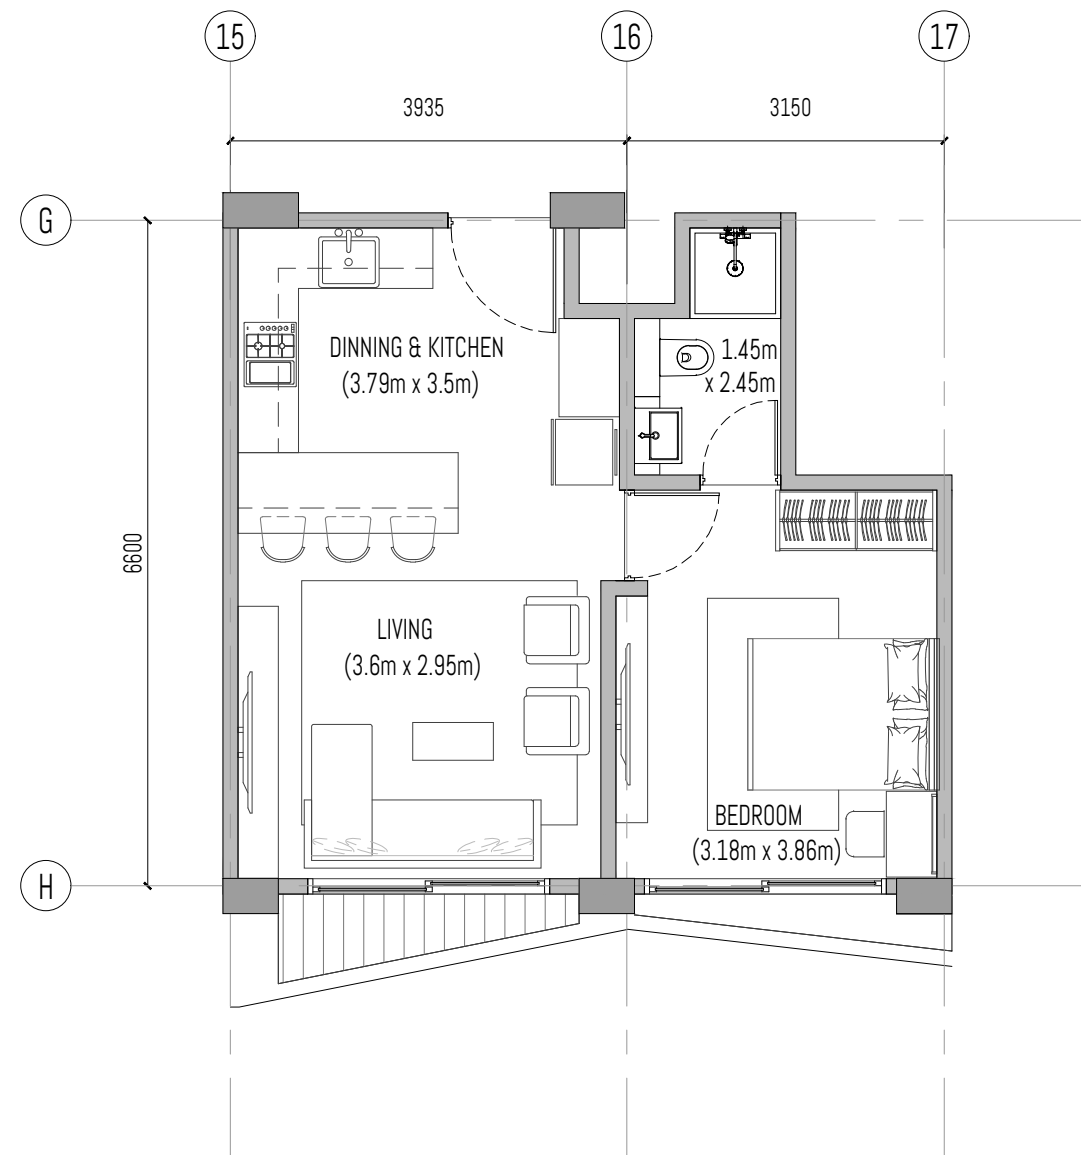 15
16
17
3935
3150
G
DINNING & KITCHEN
(3.79m x 3.5m)
1.45m
x 2.45m
6600
LIVING
(3.6m x 2.95m)
BEDROOM
(3.18m x 3.86m)
H